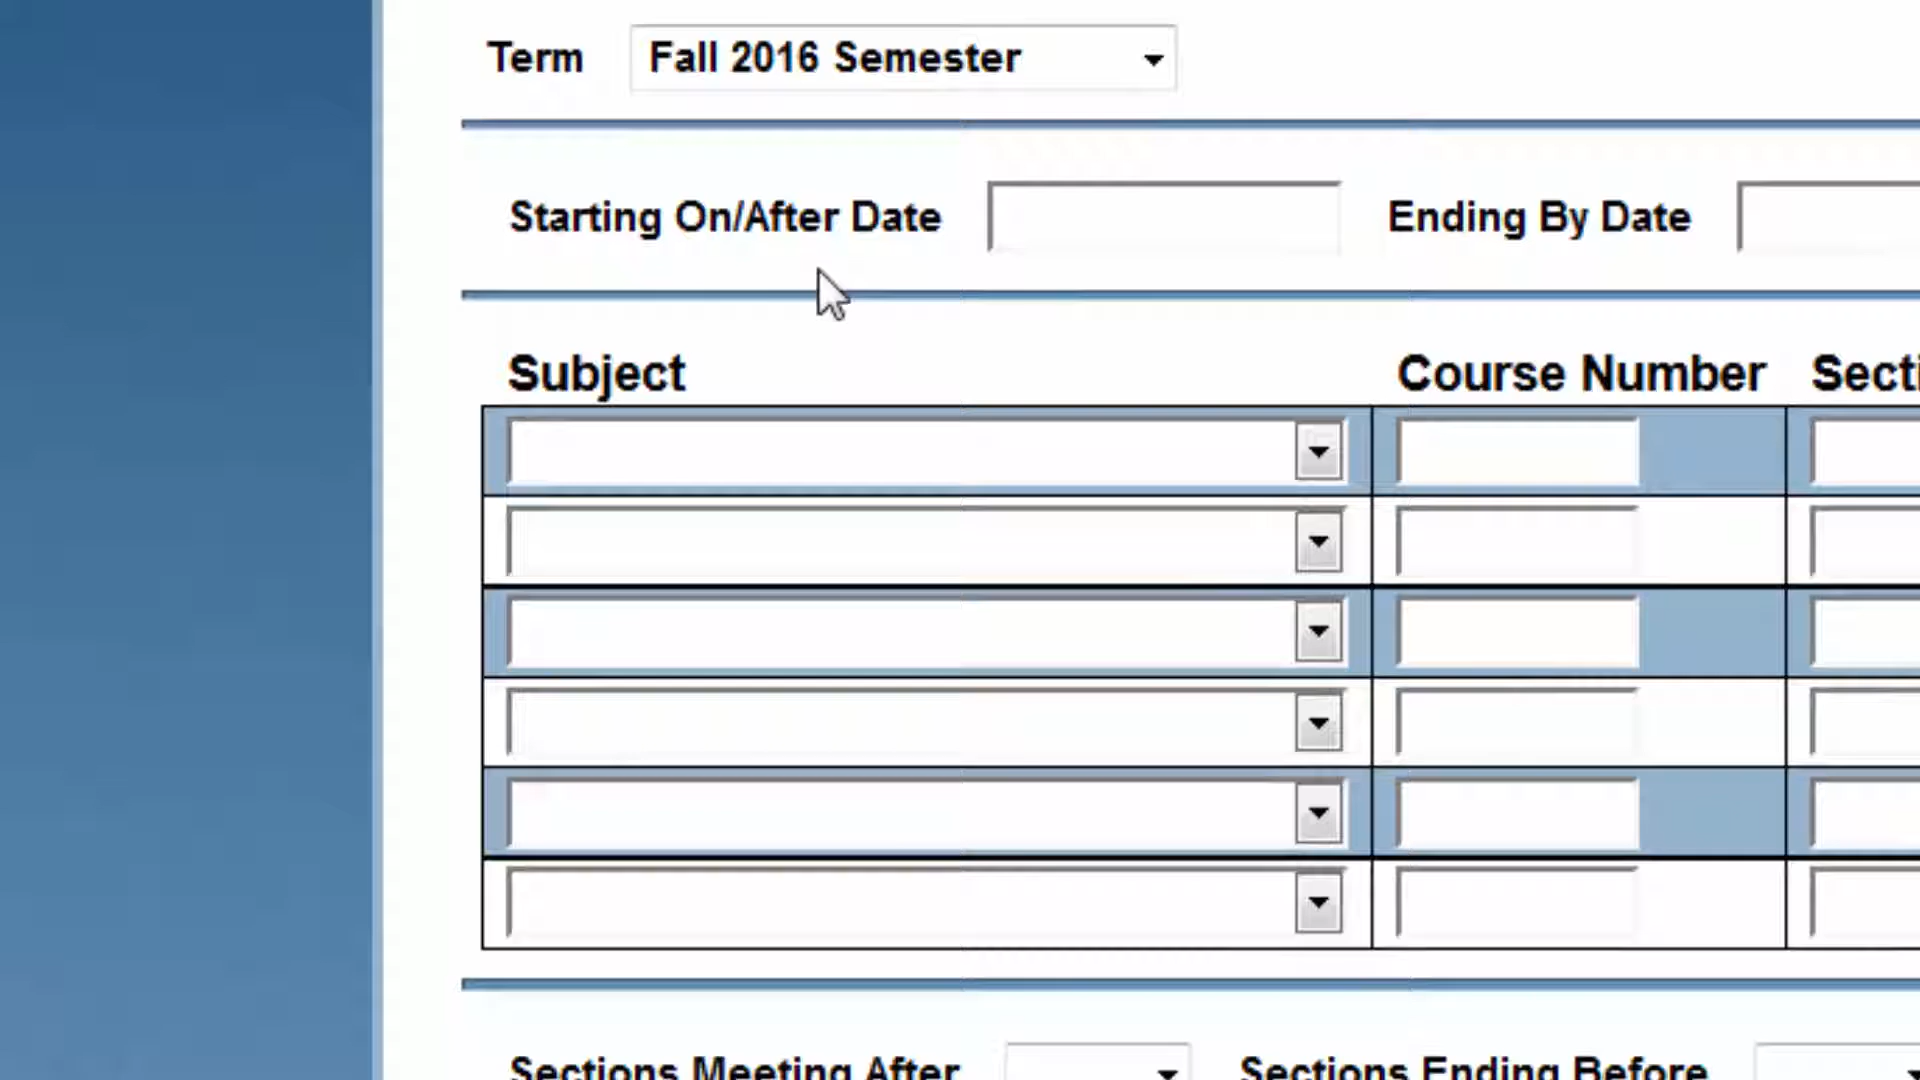 Term Fall 2016 Semester
Starting On/After Date Ending By Date
Subject Course Number
Sections Meeting After Sections Ending Before